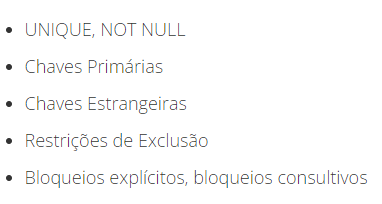 UNIQUE, NOT NULL
Chaves Primárias
Chaves Estrangeiras
Restrições de Exclusão
Bloqueios explícitos, bloqueios consultivos